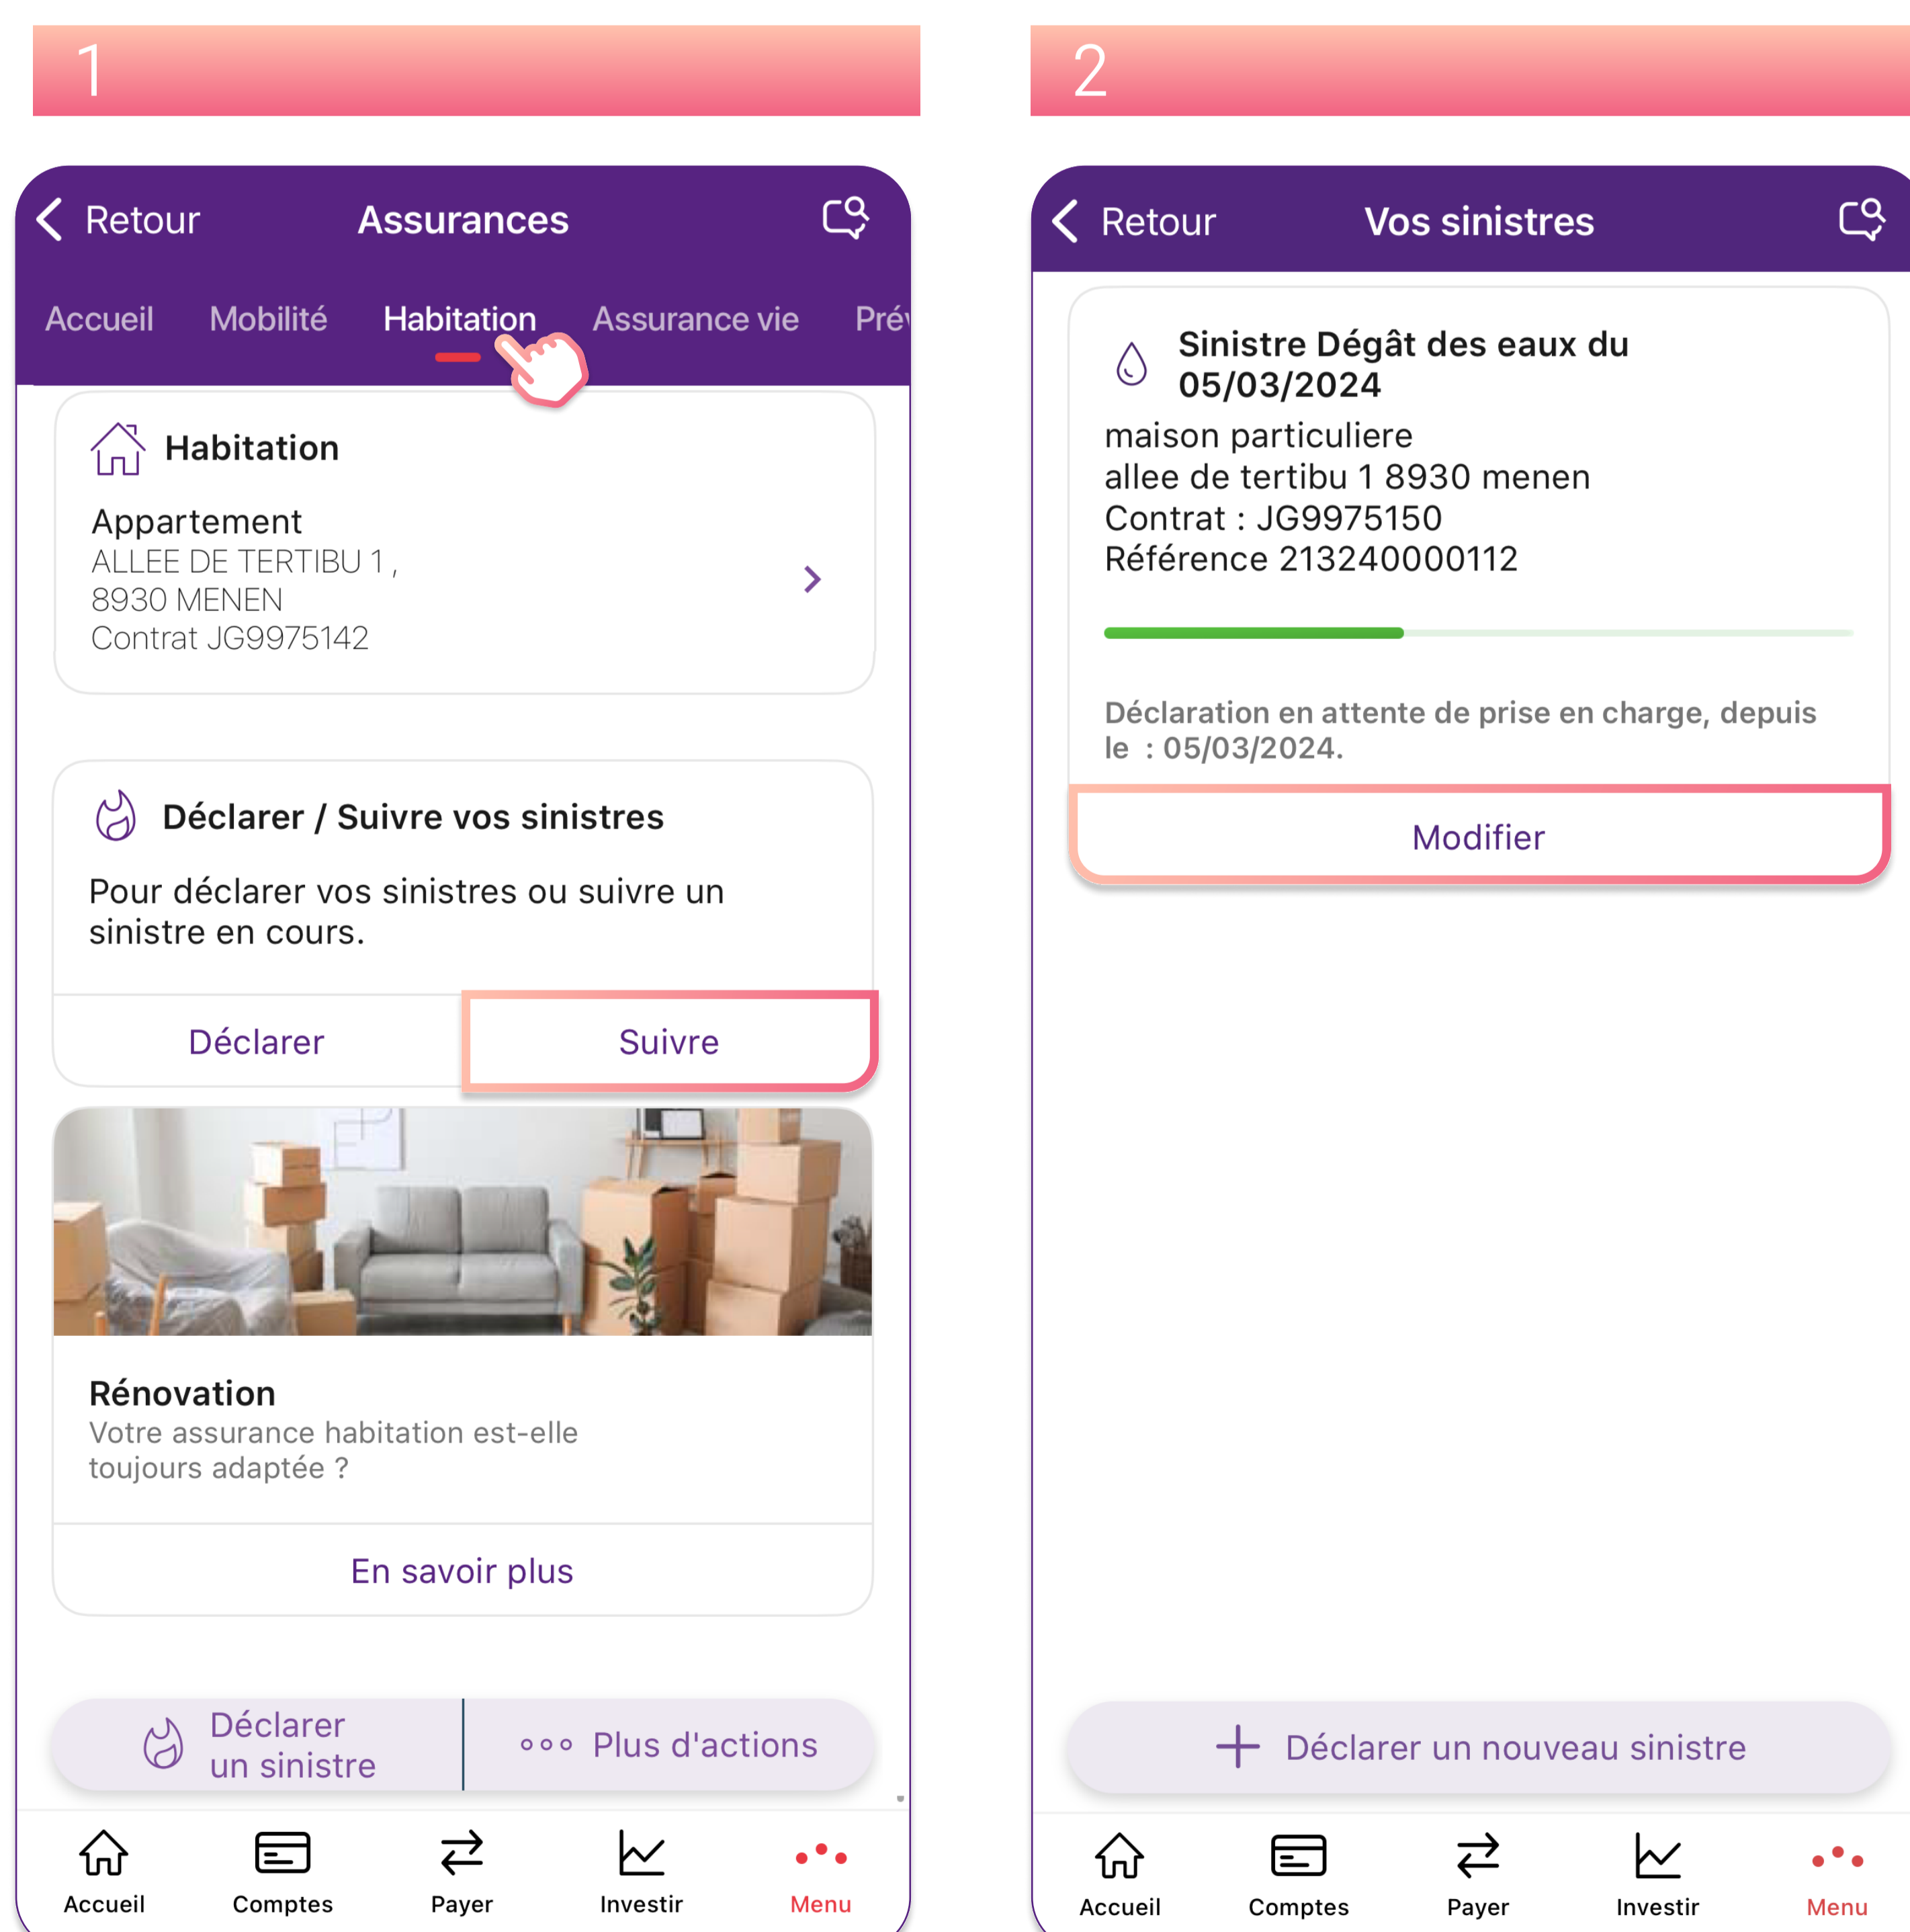 1
Retour
Assurances
Accueil
Mobilité
Habitation
Assurance vie
Pré
Habitation
Appartement
ALLEE DE TERTIBU 1 ,
8930 MENEN
Contrat JG9975142
Déclarer / Suivre vos sinistres
Pour déclarer vos sinistres ou suivre un
sinistre en cours.
Déclarer
Suivre
Rénovation
Votre assurance habitation est-elle
toujours adaptée ?
En savoir plus
Déclarer
un sinistre
Plus d'actions
Accueil
Comptes
Payer
Investir
Menu
2
Retour
Vos sinistres
Sinistre Dégât des eaux du
05/03/2024
maison particuliere
allee de tertibu 1 8930 menen
Contrat : JG9975150
Référence 213240000112
Déclaration en attente de prise en charge, depuis
le : 05/03/2024.
Modifier
Déclarer un nouveau sinistre
Accueil
Comptes
Payer
Investir
Menu